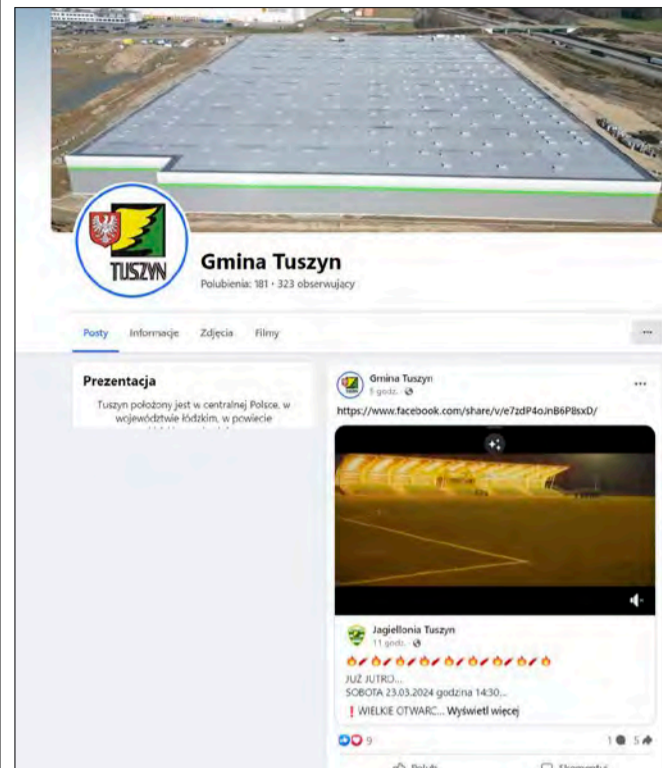 TUSZYN
Gmina Tuszyn
Polubienia: 181 • 323 obserwujący
Posty Informacje Zdjęcia Filmy
Prezentacja
Tuszyn położony jest w centralnej Polsce, w
województwie łódzkim, w powiecie
Gmina Tuszyn
5 godz.
https://www.facebook.com/share/v/e7zdP4oJnB6P8sxD/
Jagiellonia Tuszyn
11 godz.
JUŻ JUTRO...
SOBOTA 23.03.2024 godzina 14:30...
❗ WIELKIE OTWARC... Wyświetl więcej
9
1 5